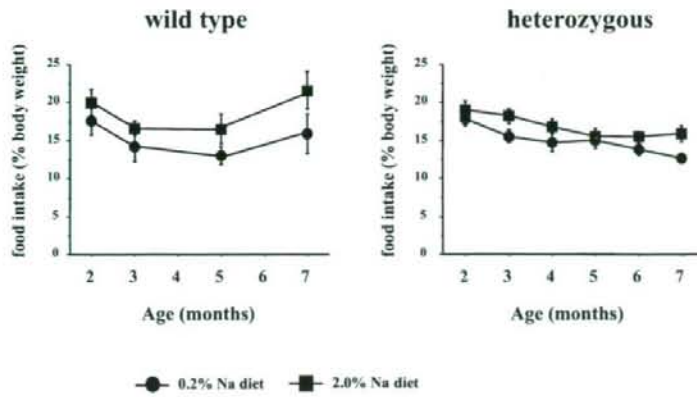 wild type
food intake (% body weight)
25
20
15
10
5
0
2 3 4 5 6 7
Age (months)
heterozygous
food intake (% body weight)
25
20
15
10
5
0
2 3 4 5 6 7
Age (months)
0.2% Na diet 2.0% Na diet